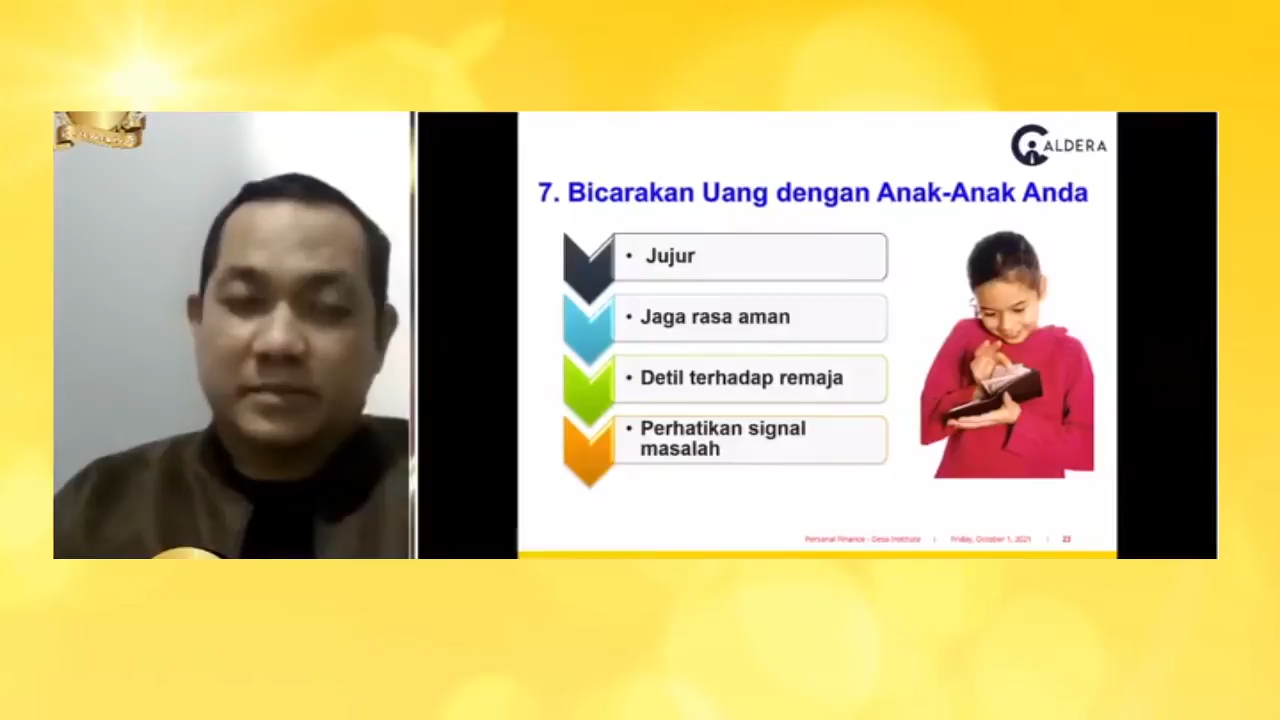 ALDERA
7. Bicarakan Uang dengan Anak-Anak Anda
• Jujur
• Jaga rasa aman
• Detil terhadap remaja
• Perhatikan signal
masalah
Personal Finance - Desa Institute | Friday, October 1, 2021 | 23